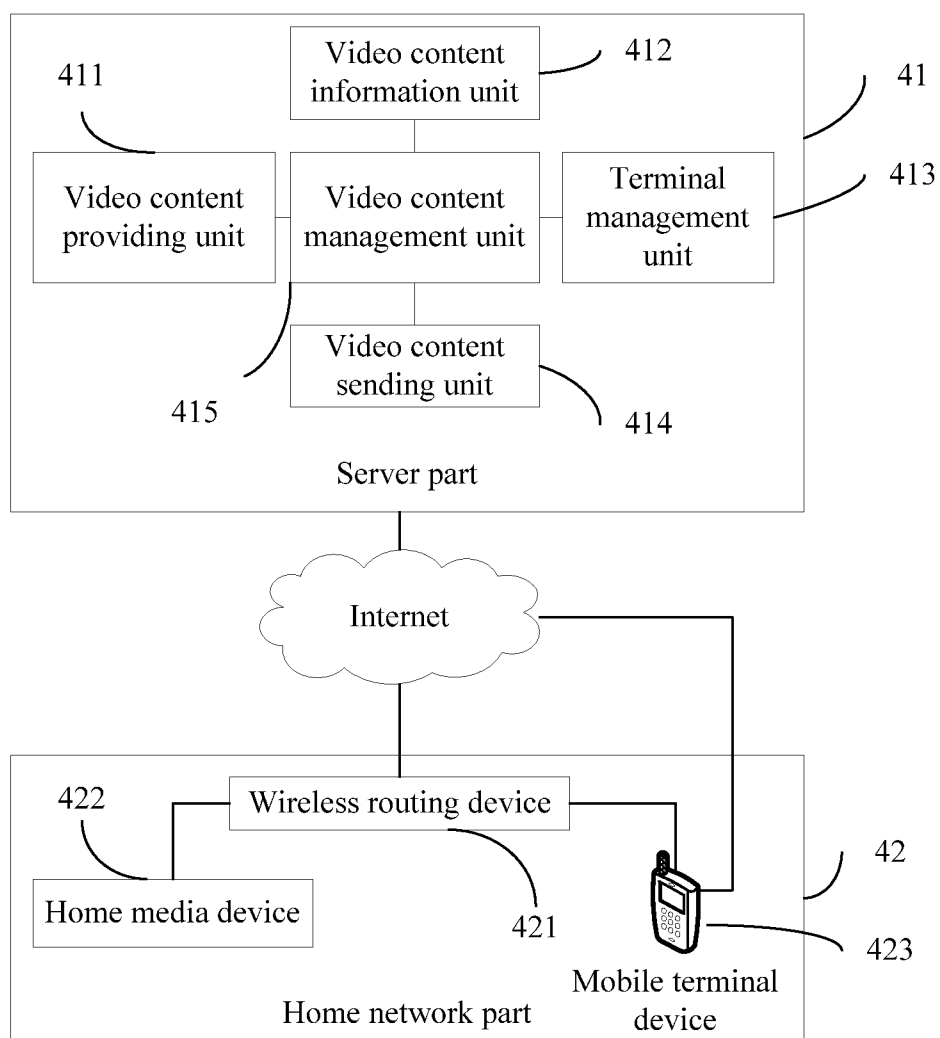 Video content
information unit
412
411
41
Video content
providing unit
Video content
management unit
Terminal
management
unit
413
Video content
sending unit
415
414
Server part
Internet
422
Wireless routing device
42
Home media device
421
423
Mobile terminal
device
Home network part